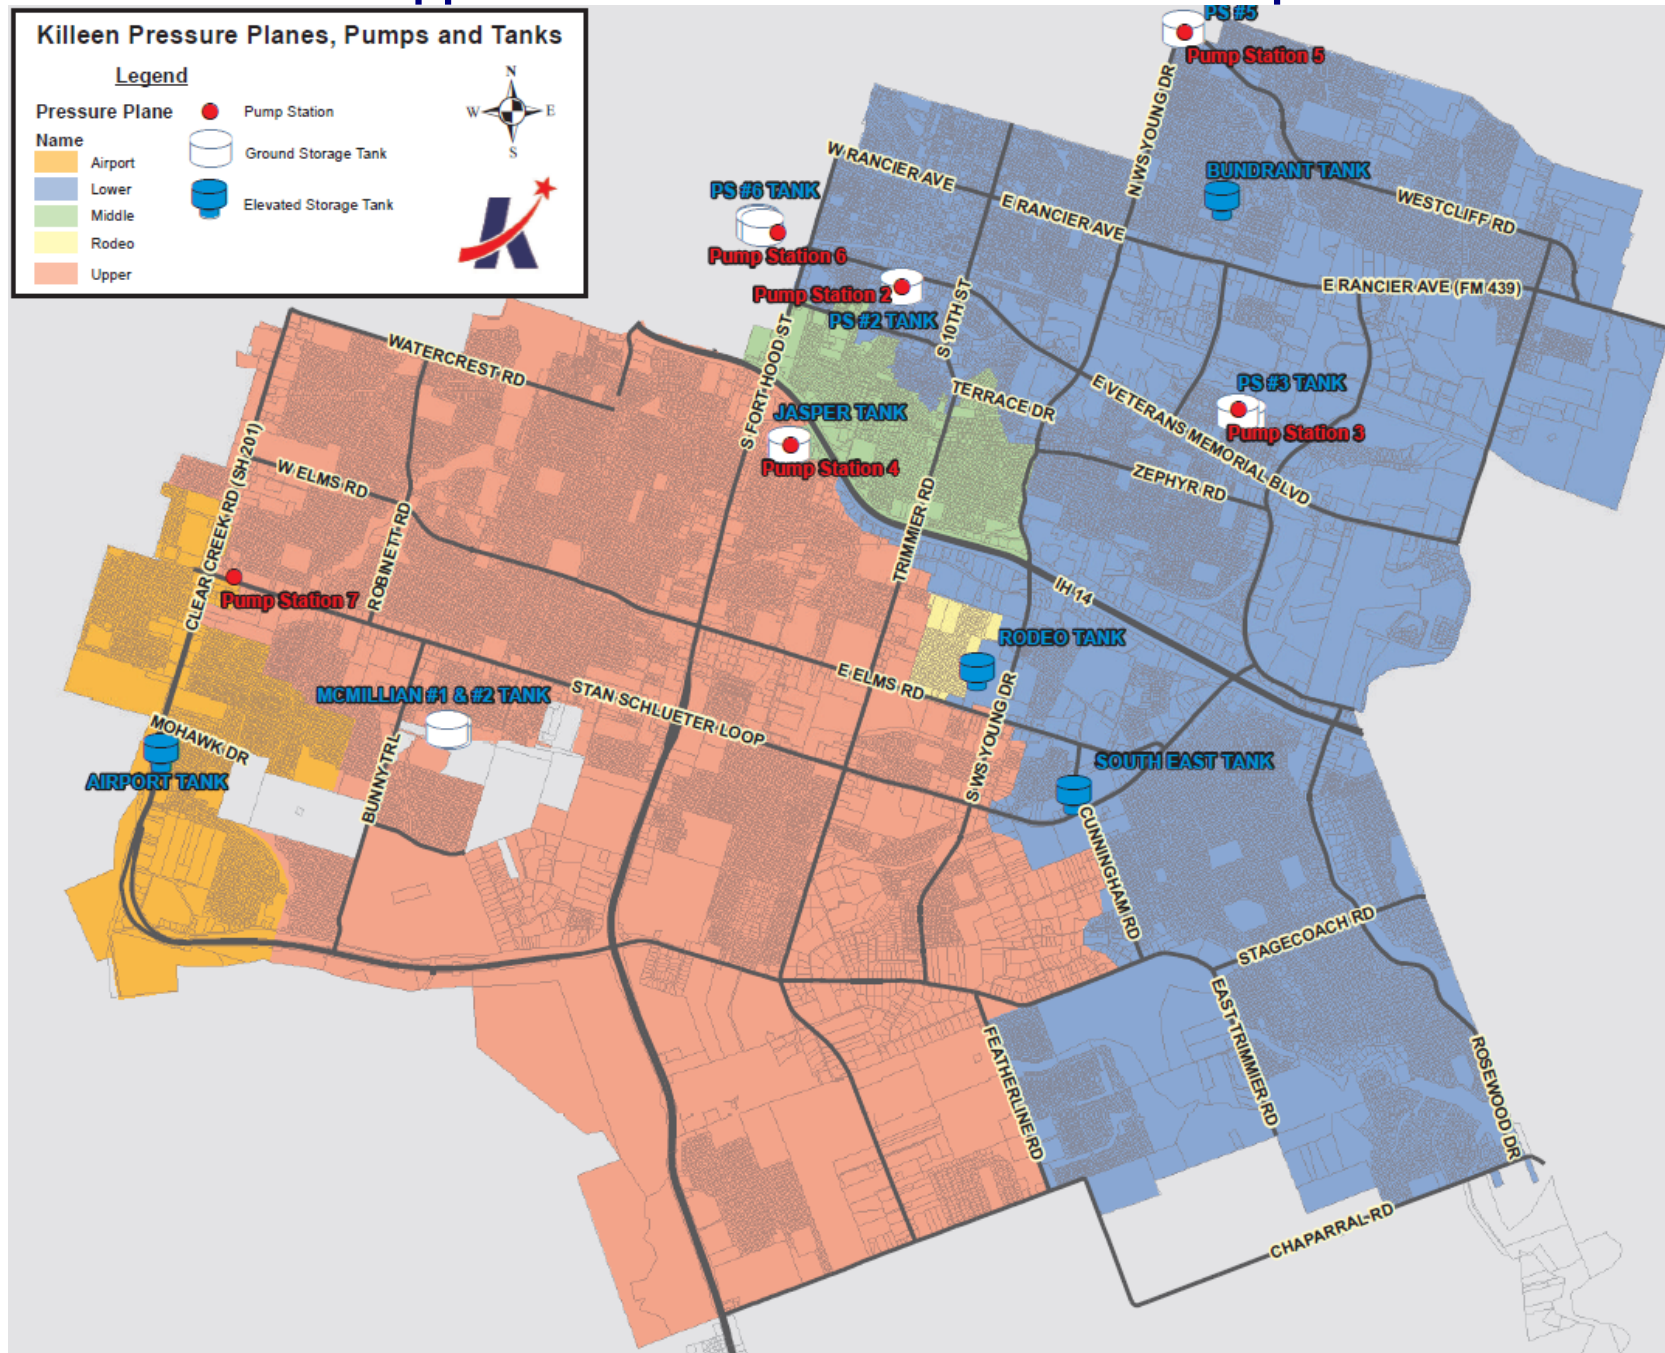 Killeen Pressure Planes, Pumps and Tanks
Legend
Pressure Plane
Name
Airport
Lower
Middle
Rodeo
Upper
Pump Station
Ground Storage Tank
Elevated Storage Tank
N
W
E
S
PS #5
Pump Station 5
N WS YOUNG DR
W RANCIER AVE
E RANCIER AVE
BUNDRANT TANK
WESTCLIFF RD
PS #6 TANK
Pump Station 6
Pump Station 2
PS #2 TANK
S 10TH ST
E RANCIER AVE (FM 439)
WATERCREST RD
S FORT HOOD ST
JASPER TANK
Pump Station 4
TERRACE DR
E VETERANS MEMORIAL BLVD
PS #3 TANK
Pump Station 3
ZEPHYR RD
CLEAR CREEK RD (SH 201)
W ELMS RD
ROBINETT RD
TRIMMIER RD
IH 14
Pump Station 7
RODEO TANK
E ELMS RD
MCMILLIAN #1 & #2 TANK
STAN SCHLUETER LOOP
S WS YOUNG DR
MOHAWK DR
AIRPORT TANK
BUNNY TRL
SOUTH EAST TANK
CUNNINGHAM RD
STAGECOACH RD
EAST TRIMMIER RD
FEATHERLINE RD
ROSEWOOD DR
CHAPARRAL RD